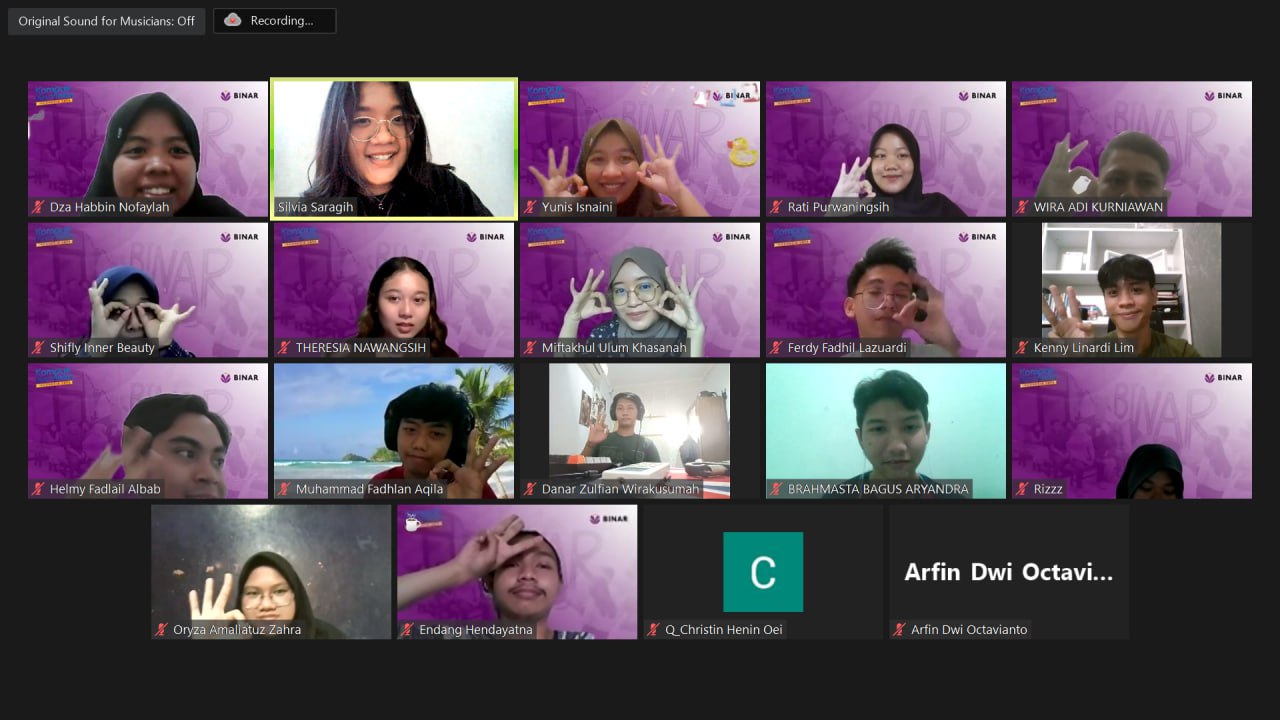 Original Sound for Musicians: Off
Recording...
BINAR
Dza Habbin Nofaylah
Silvia Saragih
BINAR
Yunis Isnaini
BINAR
Rati Purwaningsih
BINAR
WIRA ADI KURNIAWAN
BINAR
Shifly Inner Beauty
BINAR
THERESIA NAWANGSIH
BINAR
Miftakhul Ulum Khasanah
BINAR
Ferdy Fadhil Lazuardi
Kenny Linardi Lim
BINAR
Helmy Fadlail Albab
Muhammad Fadhlan Aqila
Danar Zulfian Wirakusumah
BRAHMASTA BAGUS ARYANDRA
BINAR
Rizzz
Oryza Amaliatuz Zahra
BINAR
Endang Hendayatna
C
Q_Christin Henin Oei
Arfin Dwi Octavi...
Arfin Dwi Octavianto